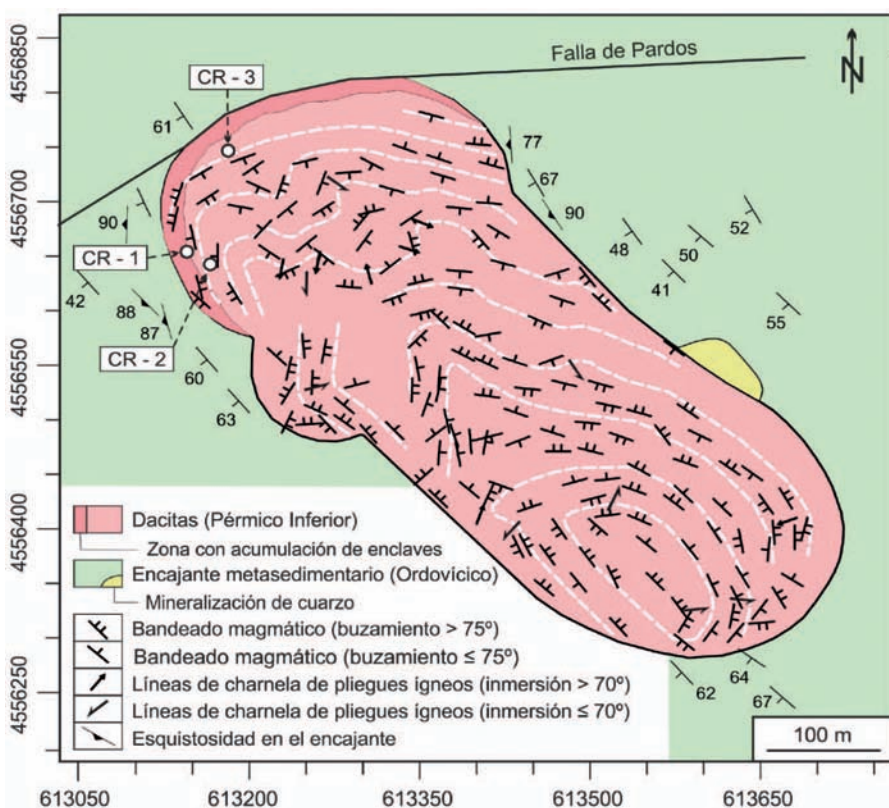 4556850
4556700
4556550
4556400
4556250
Falla de Pardos
N
CR - 3
61
77
67
90
52
48
50
41
55
90
CR - 1
42
88
87
CR - 2
60
63
62
64
67
Dacitas (Pérmico Inferior)
Zona con acumulación de enclaves
Encajante metasedimentario (Ordovícico)
Mineralización de cuarzo
Bandeado magmático (buzamiento > 75º)
Bandeado magmático (buzamiento ≤ 75º)
Líneas de charnela de pliegues igneos (inmersión > 70º)
Líneas de charnela de pliegues igneos (inmersión ≤ 70º)
Esquistosidad en el encajante
100 m
613050 613200 613350 613500 613650